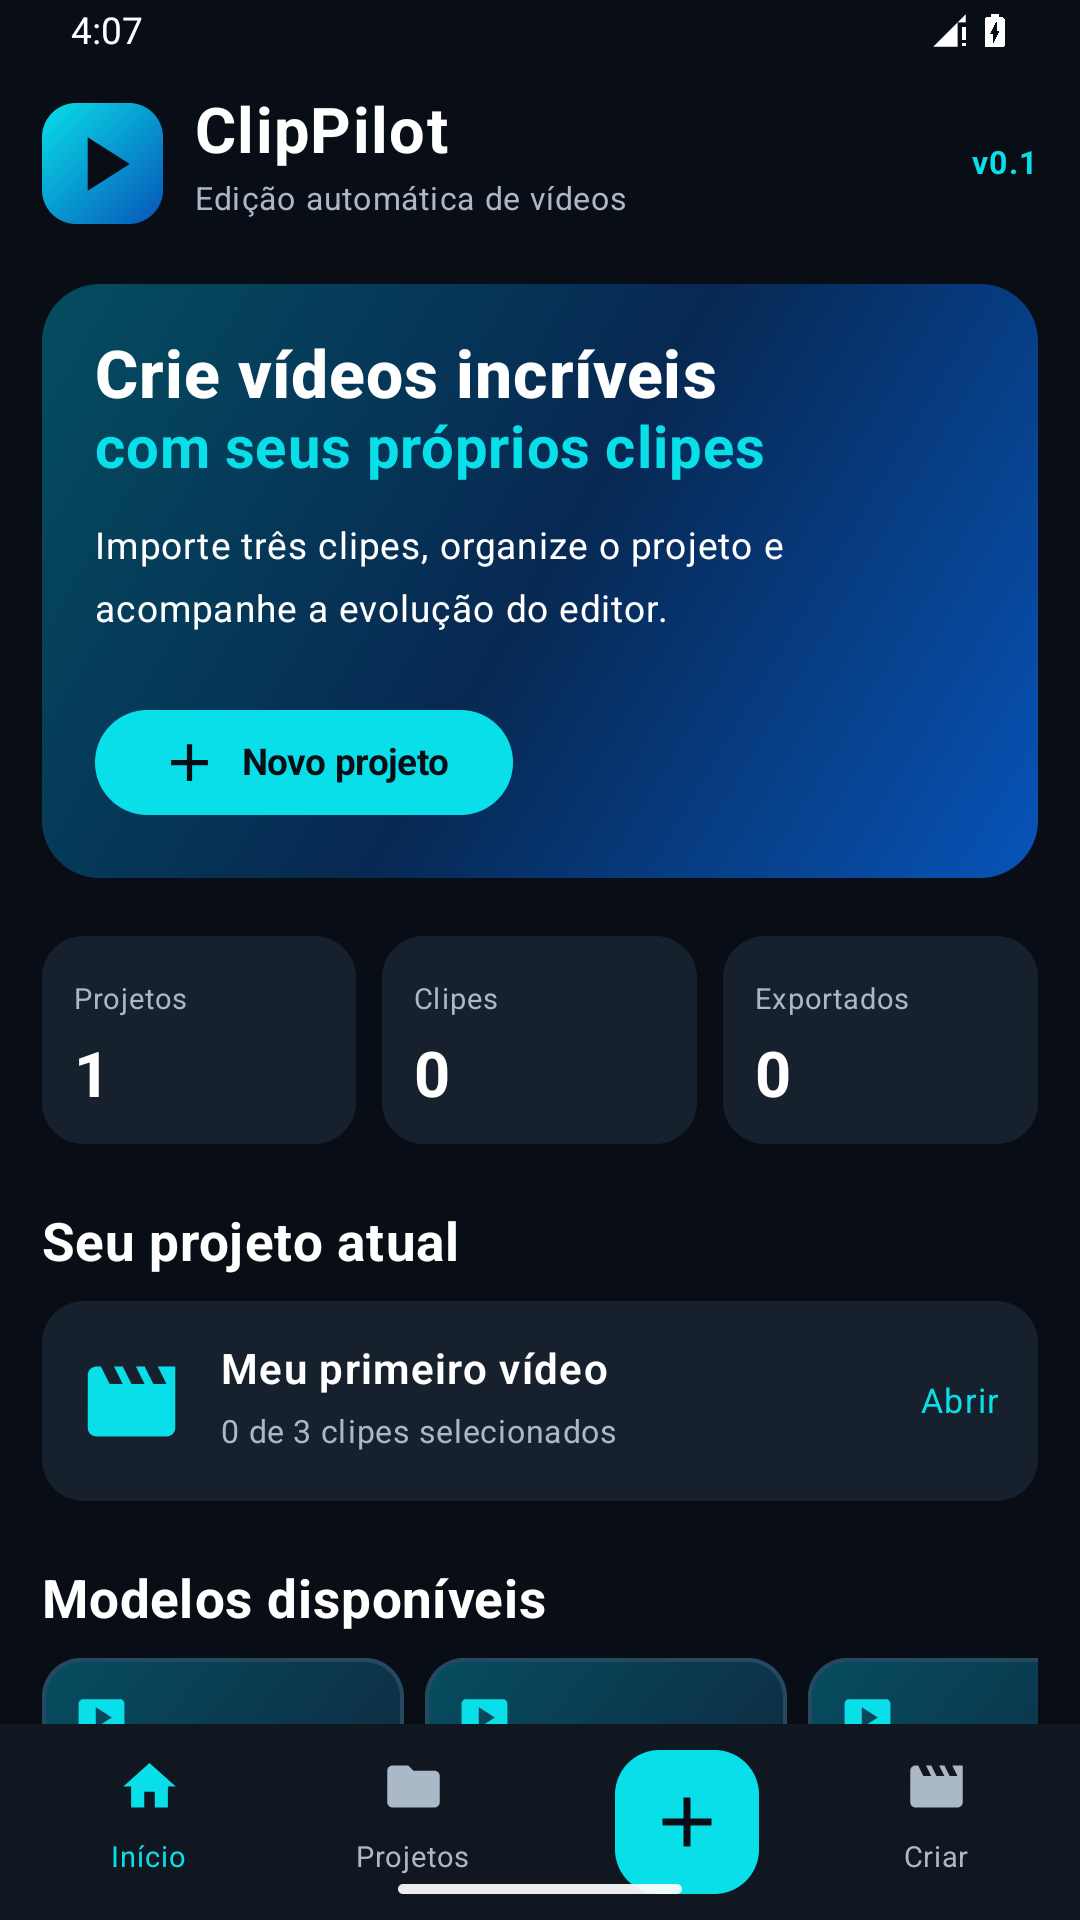 4:07
ClipPilot
Edição automática de vídeos
v0.1
Crie vídeos incríveis
com seus próprios clipes
Importe três clipes, organize o projeto e
acompanhe a evolução do editor.
Novo projeto
Projetos
1
Clipes
0
Exportados
0
Seu projeto atual
Meu primeiro vídeo
0 de 3 clipes selecionados
Abrir
Modelos disponíveis
Início
Projetos
Criar